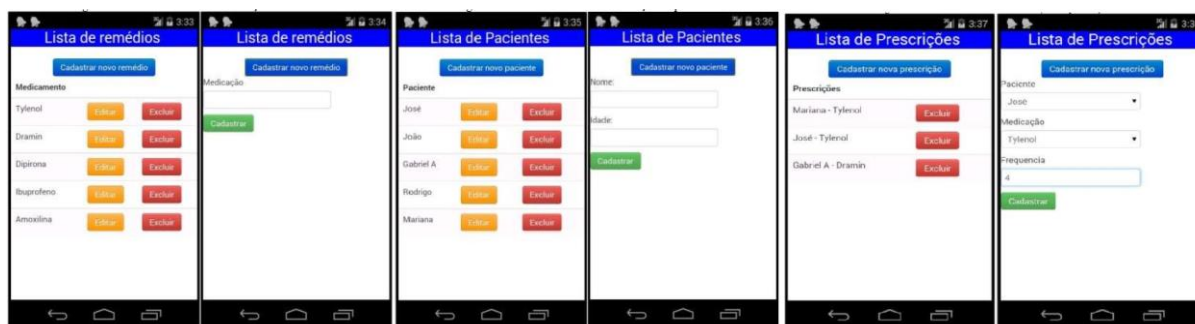 3:33
Lista de remédios
Cadastrar novo remédio
Medicamento
Tylenol Editar Excluir
Dramin Editar Excluir
Dipirona Editar Excluir
Ibuprofeno Editar Excluir
Amoxilina Editar Excluir
3:34
Lista de remédios
Cadastrar novo remédio
Medicação
Cadastrar
3:35
Lista de Pacientes
Cadastrar novo paciente
Paciente
José Editar Excluir
João Editar Excluir
Gabriel A Editar Excluir
Rodrigo Editar Excluir
Mariana Editar Excluir
3:36
Lista de Pacientes
Cadastrar novo paciente
Nome:
Idade:
Cadastrar
3:37
Lista de Prescrições
Cadastrar nova prescrição
Prescrições
Mariana - Tylenol Excluir
José - Tylenol Excluir
Gabriel A - Dramin Excluir
Lista de Prescrições
Cadastrar nova prescrição
Paciente
José
Medicação
Tylenol
Frequencia
4
Cadastrar